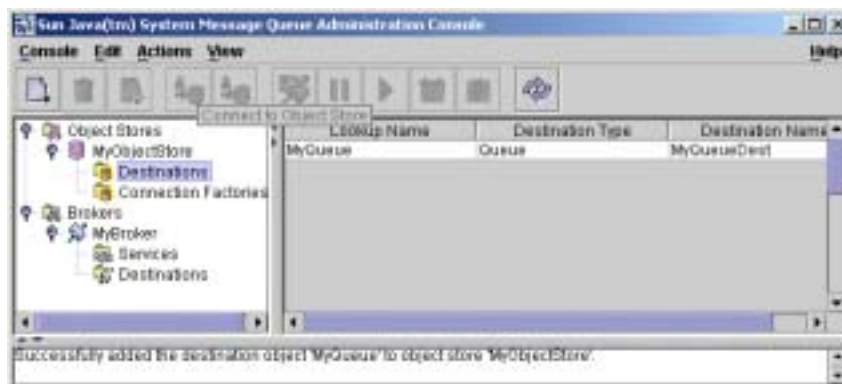 Sun Java(tm) System Message Queue Administration Console
Console Edit Actions View Help
Connect to Object Store
Object Stores
MyObjectStore
Destinations
Connection Factories
Brokers
MyBroker
Services
Destinations
Lookup Name Destination Type Destination Name
MyQueue Queue MyQueueDest
Successfully added the destination object 'MyQueue' to object store 'MyObjectStore'.